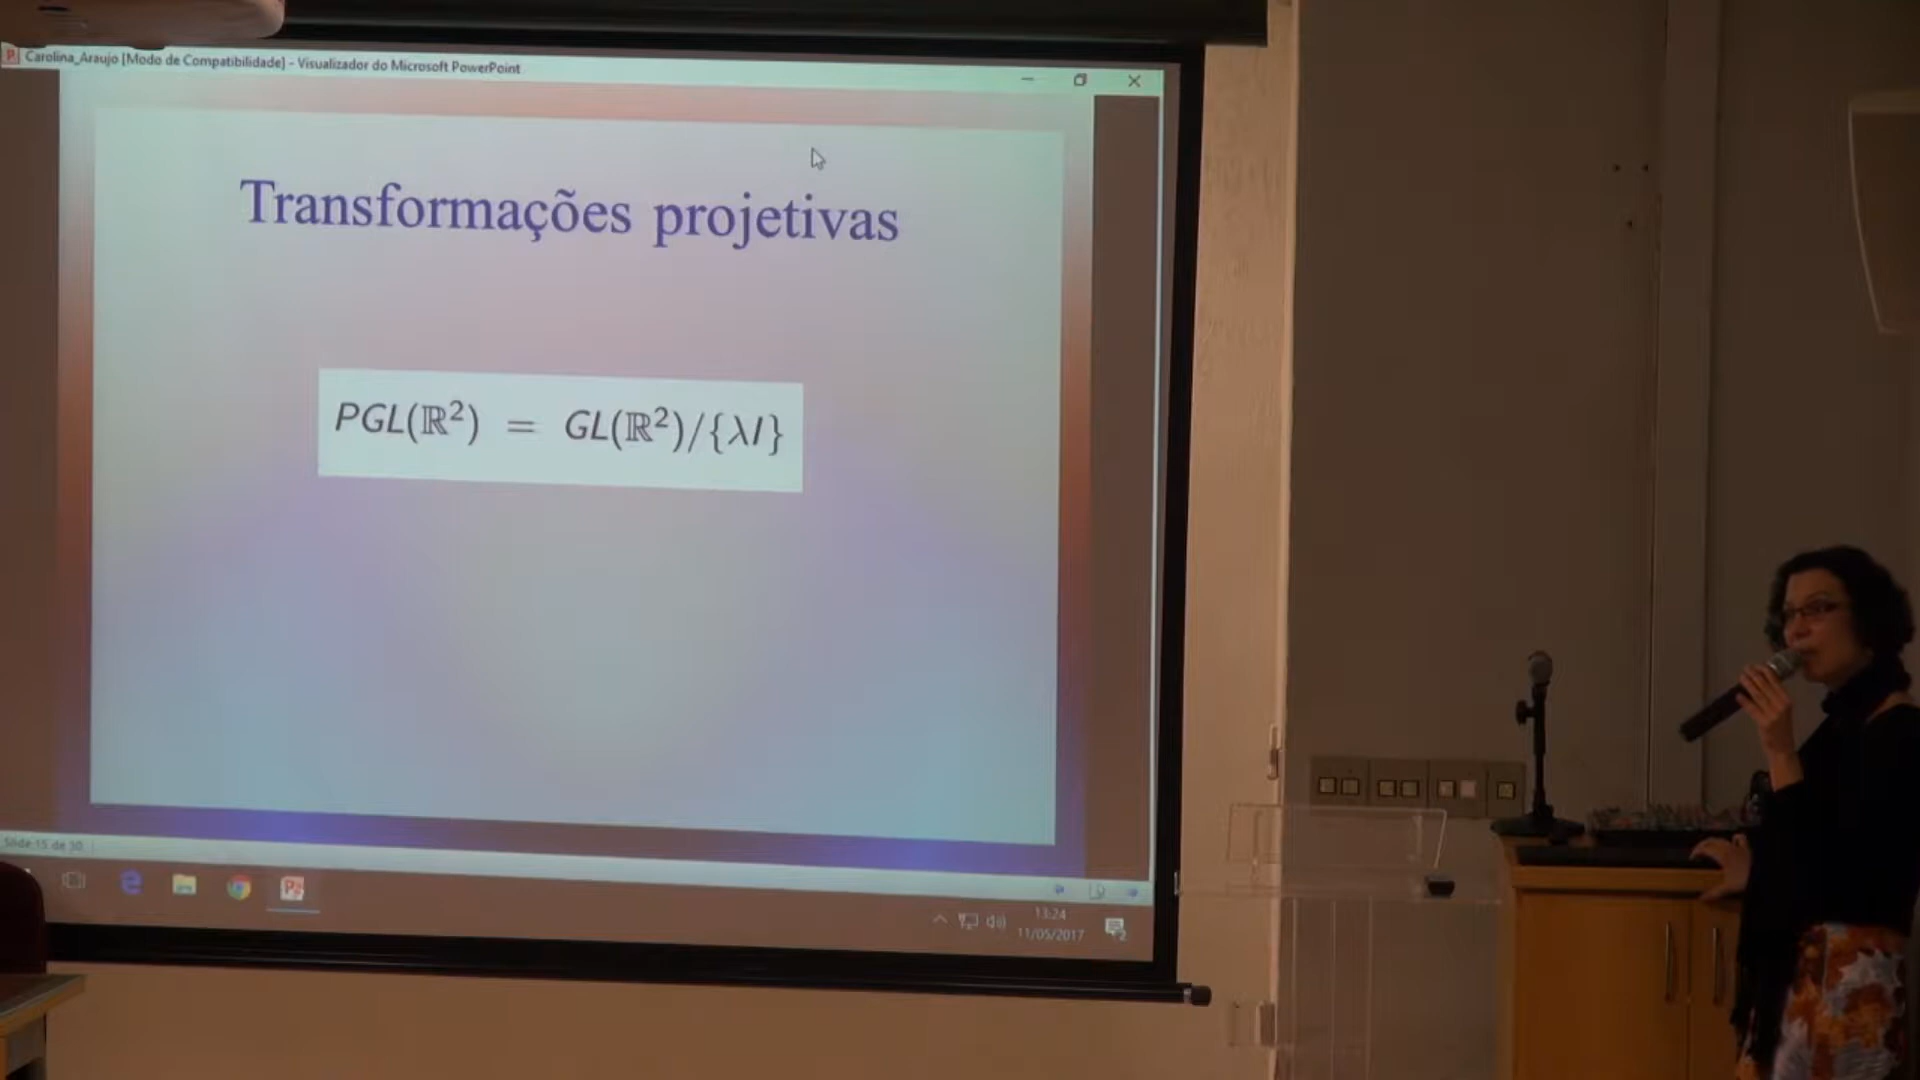 Carolina_Araujo [Modo de Compatibilidade] - Visualizador do Microsoft PowerPoint
Transformações projetivas
PGL(ℝ²) = GL(ℝ²)/{λI}
Slide 15 de 30
13:24
11/05/2017